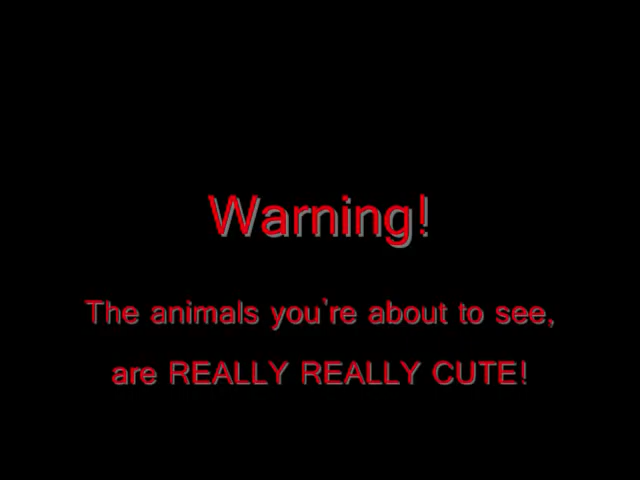 Warning!
The animals you're about to see,
are REALLY REALLY CUTE!